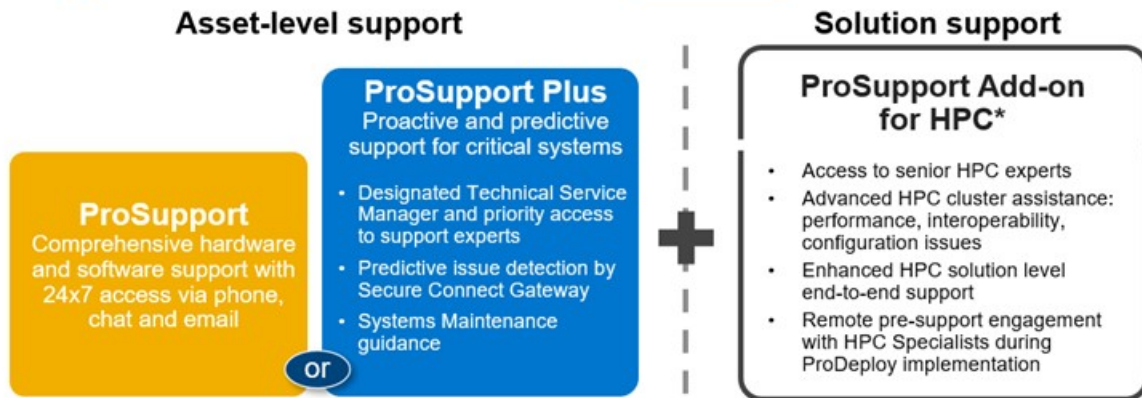 Asset-level support
Solution support
ProSupport
Comprehensive hardware
and software support with
24x7 access via phone,
chat and email
or
ProSupport Plus
Proactive and predictive
support for critical systems
• Designated Technical Service
Manager and priority access
to support experts
• Predictive issue detection by
Secure Connect Gateway
• Systems Maintenance
guidance
ProSupport Add-on
for HPC*
• Access to senior HPC experts
• Advanced HPC cluster assistance:
performance, interoperability,
configuration issues
• Enhanced HPC solution level
end-to-end support
• Remote pre-support engagement
with HPC Specialists during
ProDeploy implementation